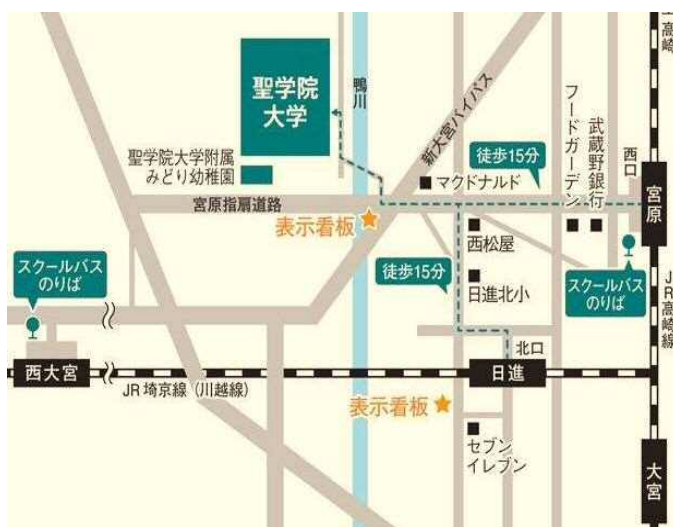 高崎
聖学院
大学
鴨川
新大宮バイパス
フードガーデン
武蔵野銀行
西口
宮原
聖学院大学附属
みどり幼稚園
マクドナルド
徒歩15分
宮原指扇道路
表示看板
西松屋
徒歩15分
日進北小
スクールバス
のりば
スクールバス
のりば
JR高崎線
北口
西大宮
JR 埼京線（川越線）
日進
表示看板
セブン
イレブン
大宮